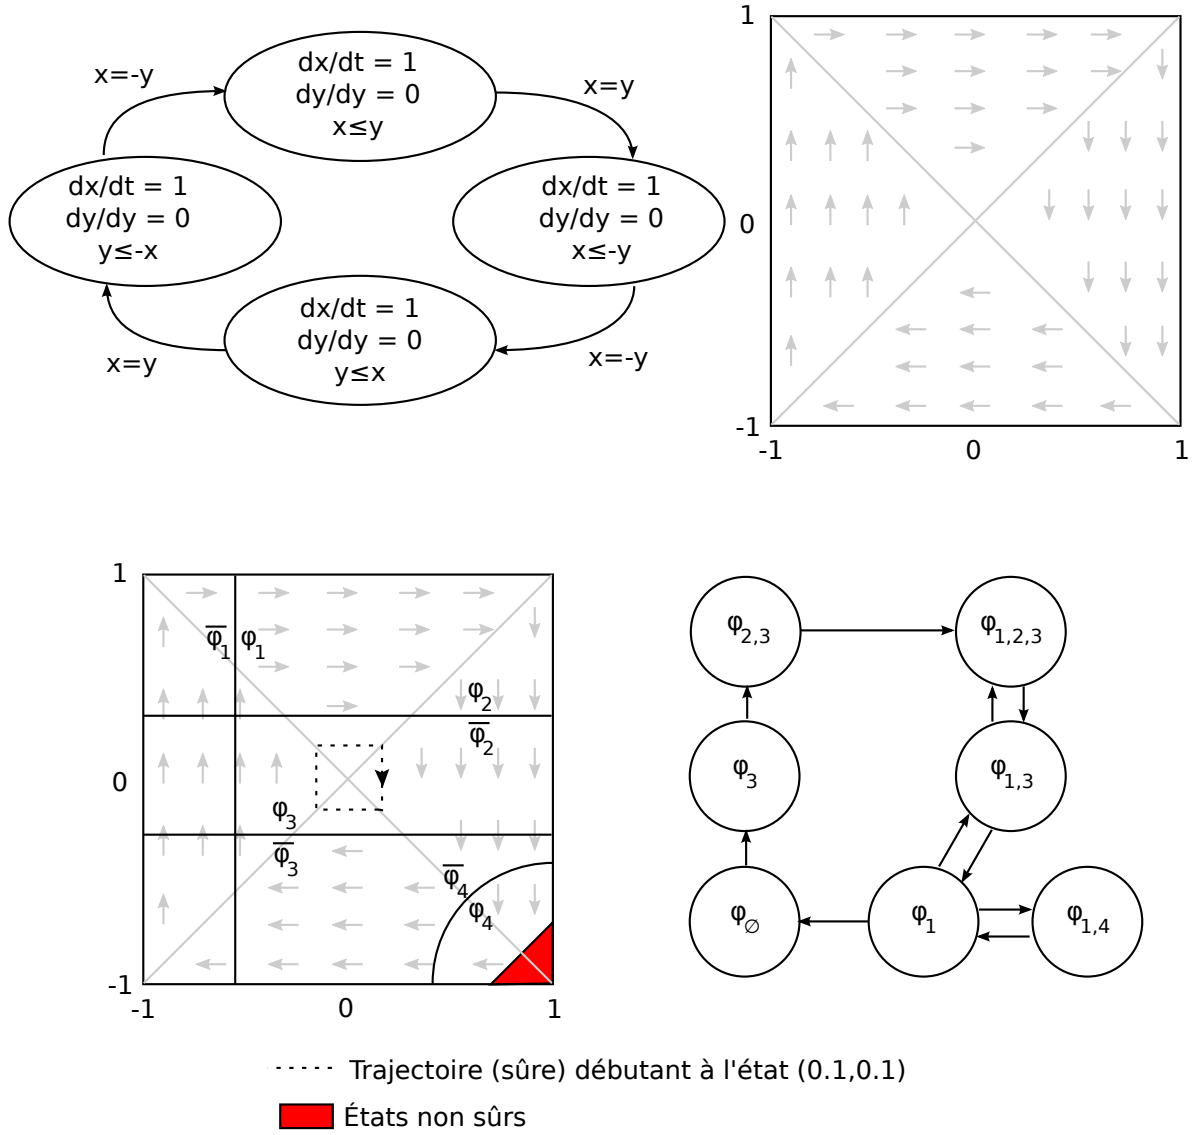 x=-y
dx/dt = 1
dy/dy = 0
x≤y
x=y
dx/dt = 1
dy/dy = 0
y≤-x
dx/dt = 1
dy/dy = 0
x≤-y
dx/dt = 1
dy/dy = 0
y≤x
x=y
x=-y
1
0
-1
-1
0
1
1
0
-1
-1
0
1
φ̅1 φ1
φ2
φ̅2
φ3
φ̅3
φ̅4
φ4
φ2,3
φ1,2,3
φ3
φ1,3
φ∅
φ1
φ1,4
Trajectoire (sûre) débutant à l'état (0.1,0.1)
États non sûrs